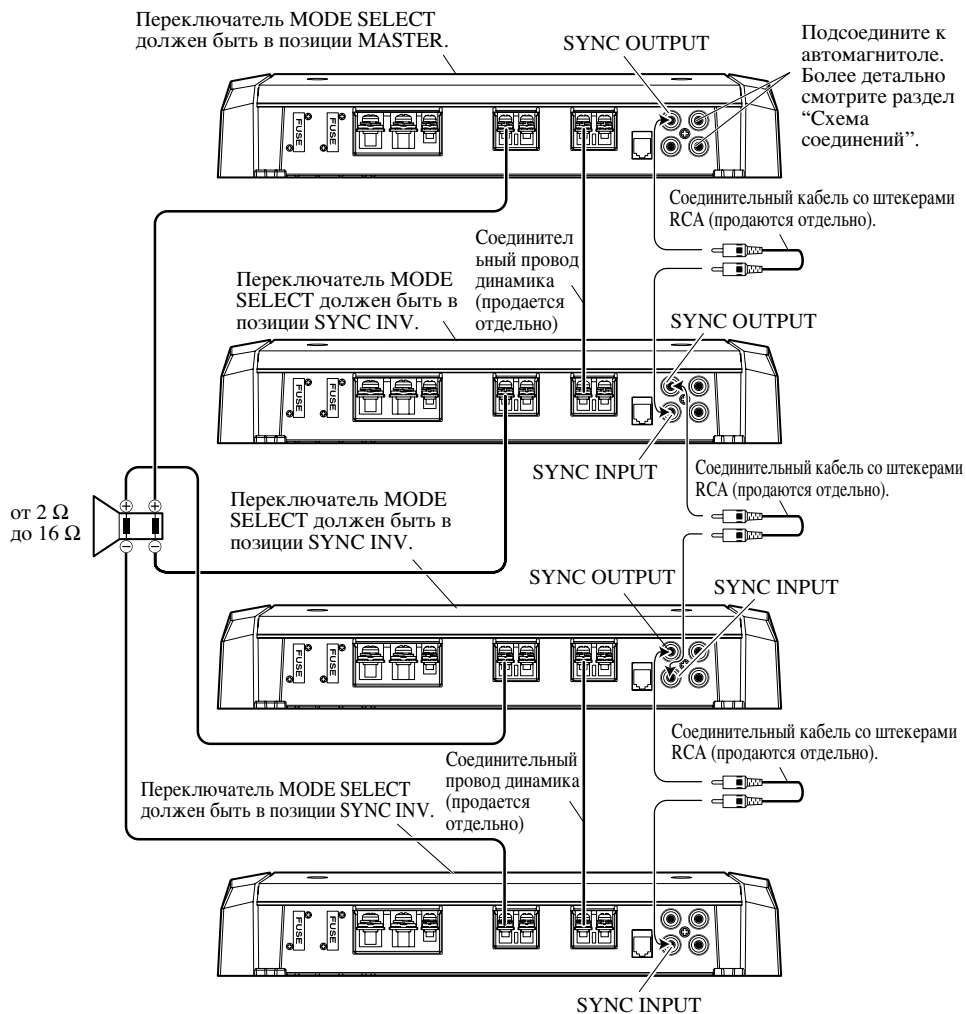 Переключатель MODE SELECT
должен быть в позиции MASTER.
SYNC OUTPUT
Подсоедините к
автомагнитоле.
Более детально
смотрите раздел
“Схема
соединений”.
FUSE
FUSE
Соединительный кабель со штекерами
RCA (продаются отдельно).
Соединител
ьный провод
динамика
(продается
отдельно)
Переключатель MODE
SELECT должен быть в
позиции SYNC INV.
SYNC OUTPUT
FUSE
FUSE
SYNC INPUT
Соединительный кабель со штекерами
RCA (продаются отдельно).
от 2 Ω
до 16 Ω
+
+
−
−
Переключатель MODE
SELECT должен быть в
позиции SYNC INV.
SYNC OUTPUT
SYNC INPUT
FUSE
FUSE
Соединительный кабель со штекерами
RCA (продаются отдельно).
Соединительный
провод динамика
(продается
отдельно)
Переключатель MODE SELECT
должен быть в позиции SYNC INV.
FUSE
FUSE
SYNC INPUT